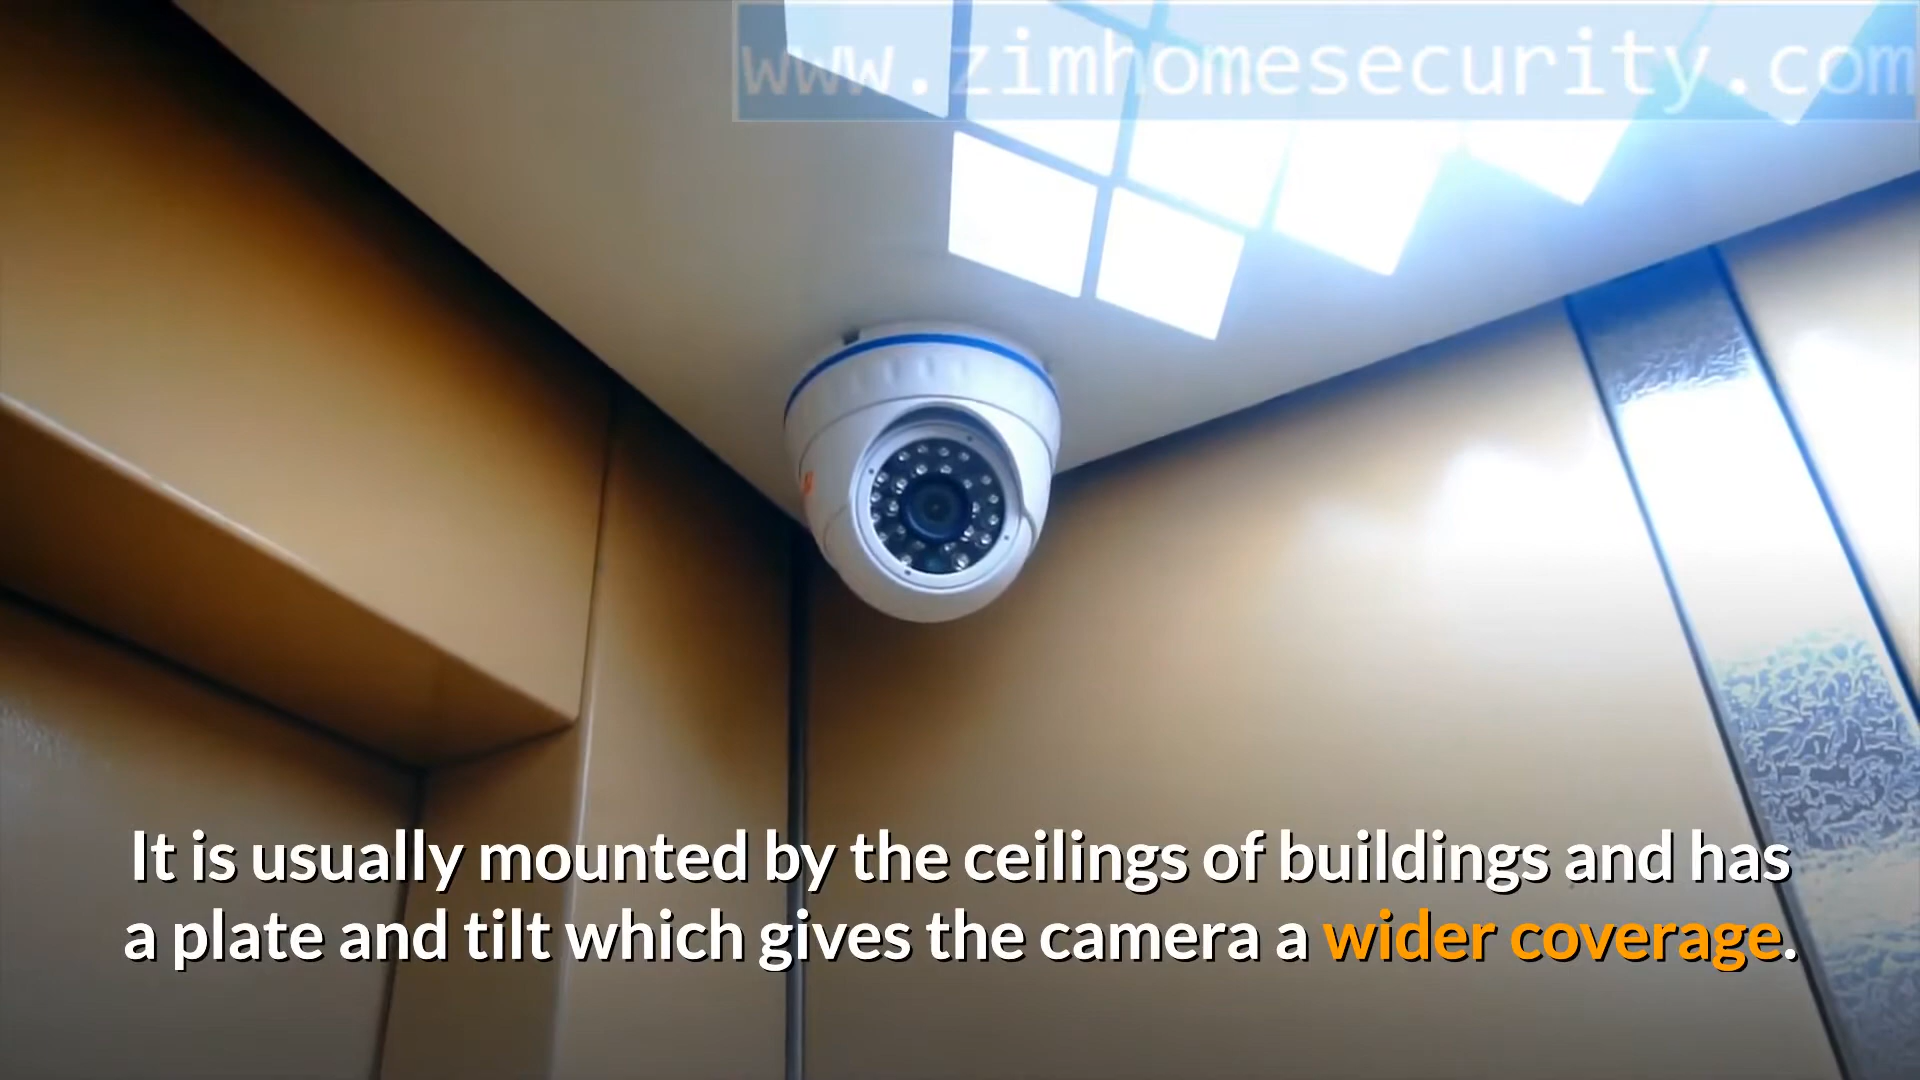 www.zimhomesecurity.com
It is usually mounted by the ceilings of buildings and has
a plate and tilt which gives the camera a wider coverage.